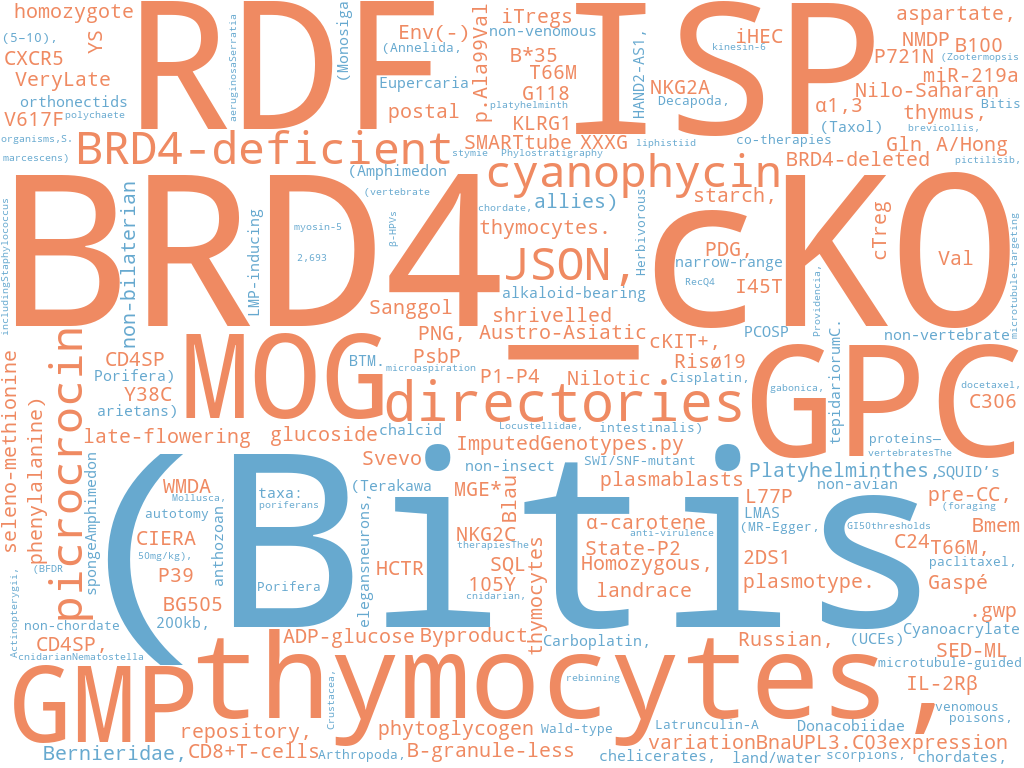 homozygote
RDF
ISP
iTregs
aspartate,
(5–10),
YS
aeruginosaSerratia
(Monosiga
Env(-)
(Annelida,
p.Ala99Val
non-venomous
iHEC
kinesin-6
NMDP
B100
CXCR5
B*35
HAND2-AS1,
P721N
(Zootermopsis
VeryLate
Eupercaria
T66M
NKG2A
miR-219a
orthonectids
postal
G118
Decapoda,
Nilo-Saharan
V617F
polychaete
platyhelminth
α1,3
thymus,
Bitis
KLRG1
(Taxol)
brevicollis,
organisms,S.
BRD4-deficient
SMARTtube
XXXG
liphistiid
co-therapies
Gln
A/Hong
marcescens)
stymie
Phylostratigraphy
BRD4-deleted
pictilisib,
(Amphimedon
cyanophycin
BRD4_cKO
(vertebrate
allies)
starch,
includingStaphylococcus
non-bilaterian
LMP-inducing
myosin-5
β-HPVs
chordate,
thymocytes.
Herbivorous
cTreg
2,693
PDG,
Val
JSON,
narrow-range
RecQ4
I45T
Sanggol
alkaloid-bearing
Providencia,
microtubule-targeting
shrivelled
PNG,
Austro-Asiatic
cKIT+,
PCOSP
non-vertebrate
picrocrocin
MOG
PsbP
Risø19
GPC
CD4SP
BTM.
microaspiration
P1-P4
Nilotic
Cisplatin,
gabonica,
tepidariorumC.
docetaxel,
Porifera)
Y38C
directories
C306
seleno-methionine
phenylalanine)
arietans)
late-flowering
glucoside
chalcid
Locustellidae,
intestinalis)
proteins—
ImputedGenotypes.py
vertebratesThe
(Bitis
Svevo
non-insect
SWI/SNF-mutant
Platyhelminthes,
SQUID’s
spongeAmphimedon
WMDA
Mollusca,
taxa:
(Terakawa
MGE*
Blau
plasmablasts
non-avian
L77P
pre-CC,
poriferans
autotomy
LMAS
(foraging
CIERA
anthozoan
elegansneurons,
NKG2C
α-carotene
(MR-Egger,
GI50thresholds
Bmem
anti-virulence
therapiesThe
State-P2
C24
T66M,
50mg/kg),
SQL
Homozygous,
2DS1
paclitaxel,
(BFDR
P39
Porifera
HCTR
105Y
landrace
plasmotype.
Gaspé
cnidarian,
Actinopterygii,
BG505
thymocytes
.gwp
non-chordate
200kb,
ADP-glucose
Byproduct
Carboplatin,
Russian,
(UCEs)
Cyanoacrylate
CD4SP,
thymocytes,
SED-ML
cnidarianNematostella
microtubule-guided
GMP
rebinning
IL-2Rβ
Crustacea,
venomous
repository,
phytoglycogen
Wald-type
Latrunculin-A
Donacobiidae
poisons,
Bernieridae,
CD8+T-cells
Arthropoda,
B-granule-less
variationBnaUPL3.C03expression
chelicerates,
land/water
scorpions,
chordates,